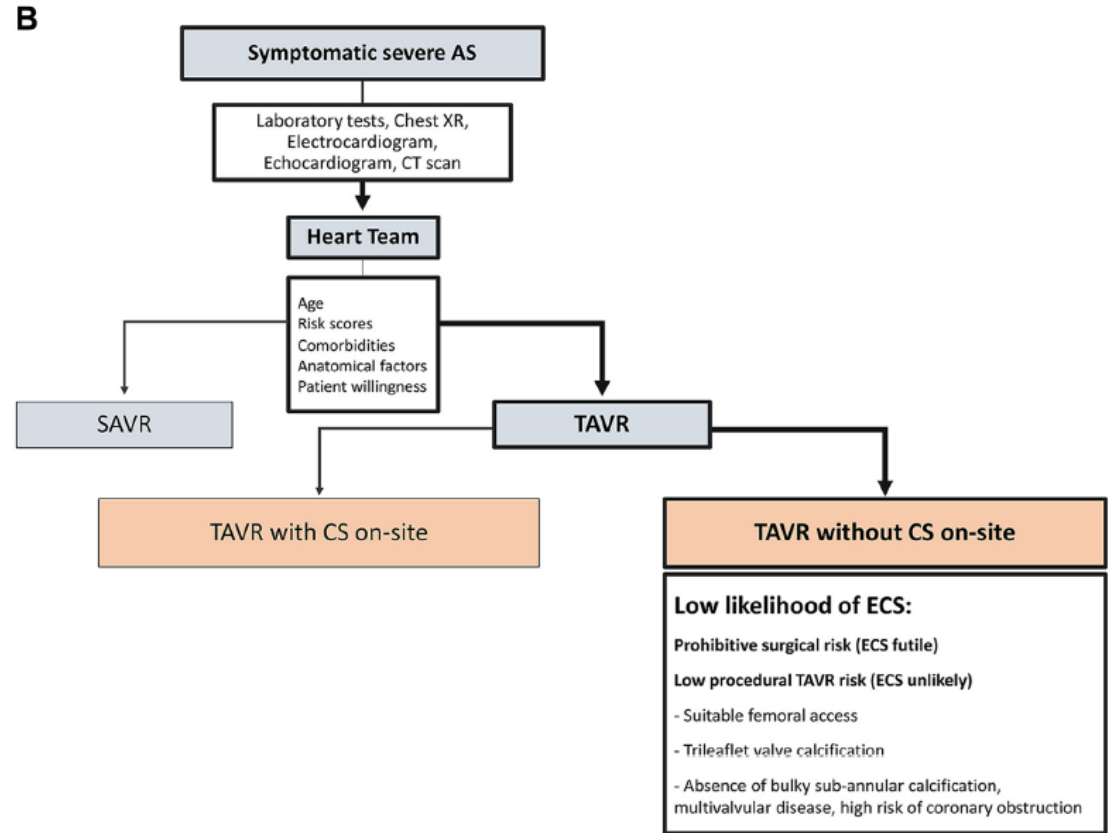 B
Symptomatic severe AS
Laboratory tests, Chest XR,
Electrocardiogram,
Echocardiogram, CT scan
Heart Team
Age
Risk scores
Comorbidities
Anatomical factors
Patient willingness
SAVR
TAVR
TAVR with CS on-site
TAVR without CS on-site
Low likelihood of ECS:
Prohibitive surgical risk (ECS futile)
Low procedural TAVR risk (ECS unlikely)
- Suitable femoral access
- Trileaflet valve calcification
- Absence of bulky sub-annular calcification,
multivalvular disease, high risk of coronary obstruction